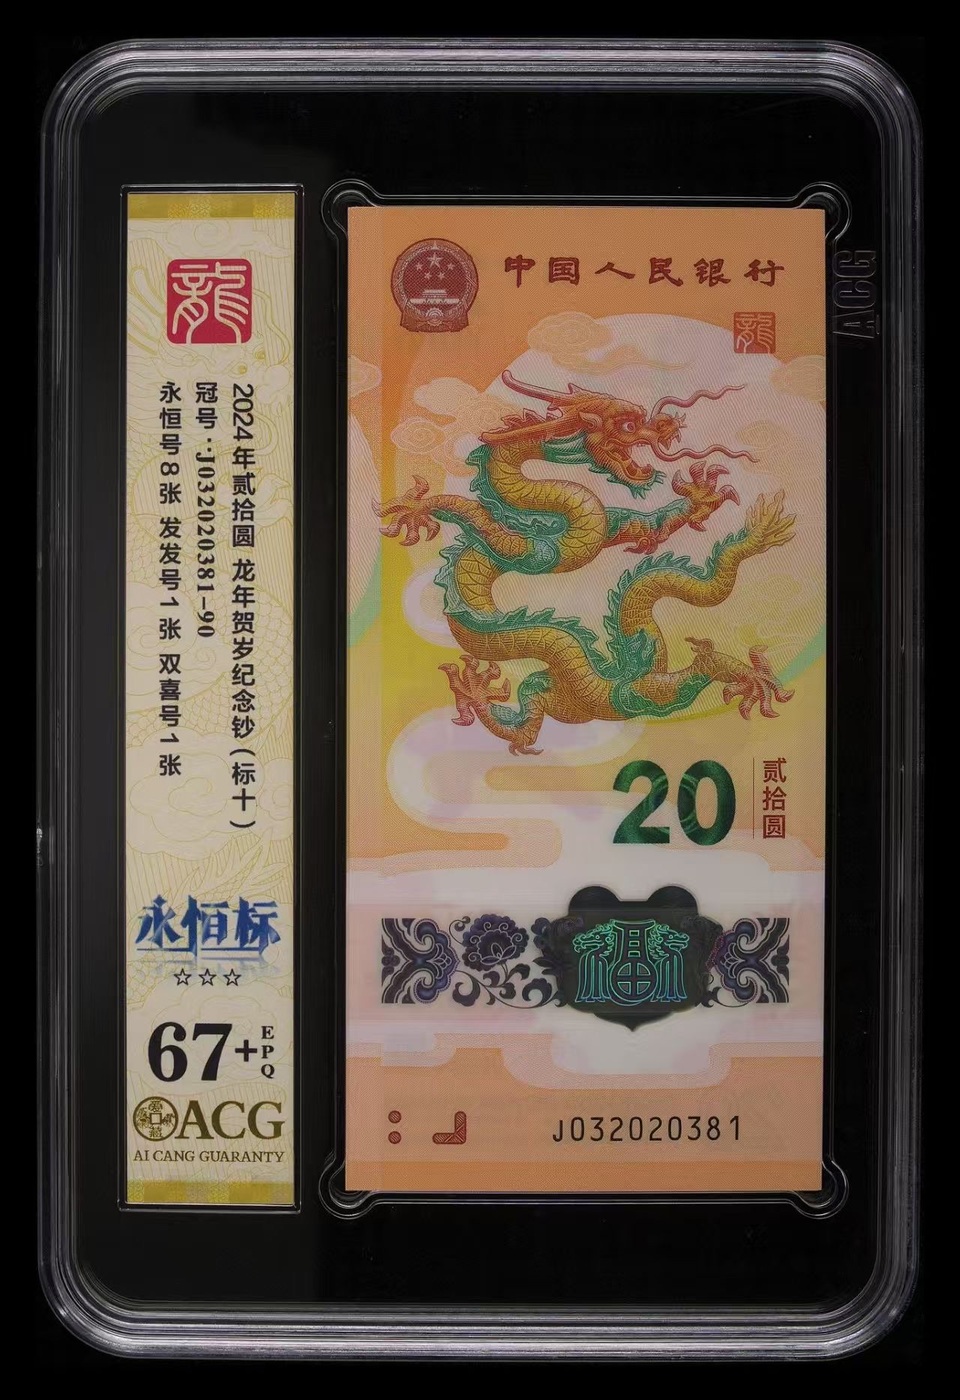 龍
2024年贰拾圆 龙年贺岁纪念钞(标十)
冠号:J032020381-90
永恒号8张 发发号1张 双喜号1张
永恒标
☆☆☆
67+EPQ
ACG
AI CANG GUARANTY
中国人民银行
龍
20
贰拾圆
福
J032020381
ACG